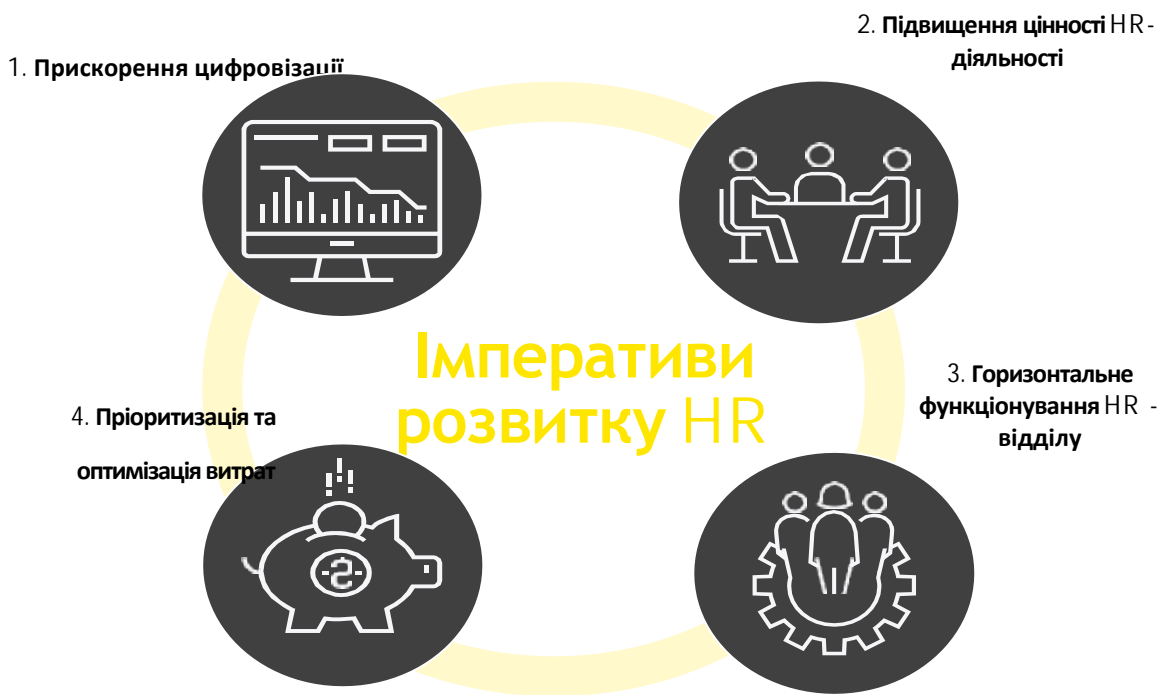 1. Прискорення цифровізації
2. Підвищення цінності HR-
діяльності
Імперативи
розвитку HR
3. Горизонтальне
функціонування HR -
відділу
4. Пріоритизація та
оптимізація витрат